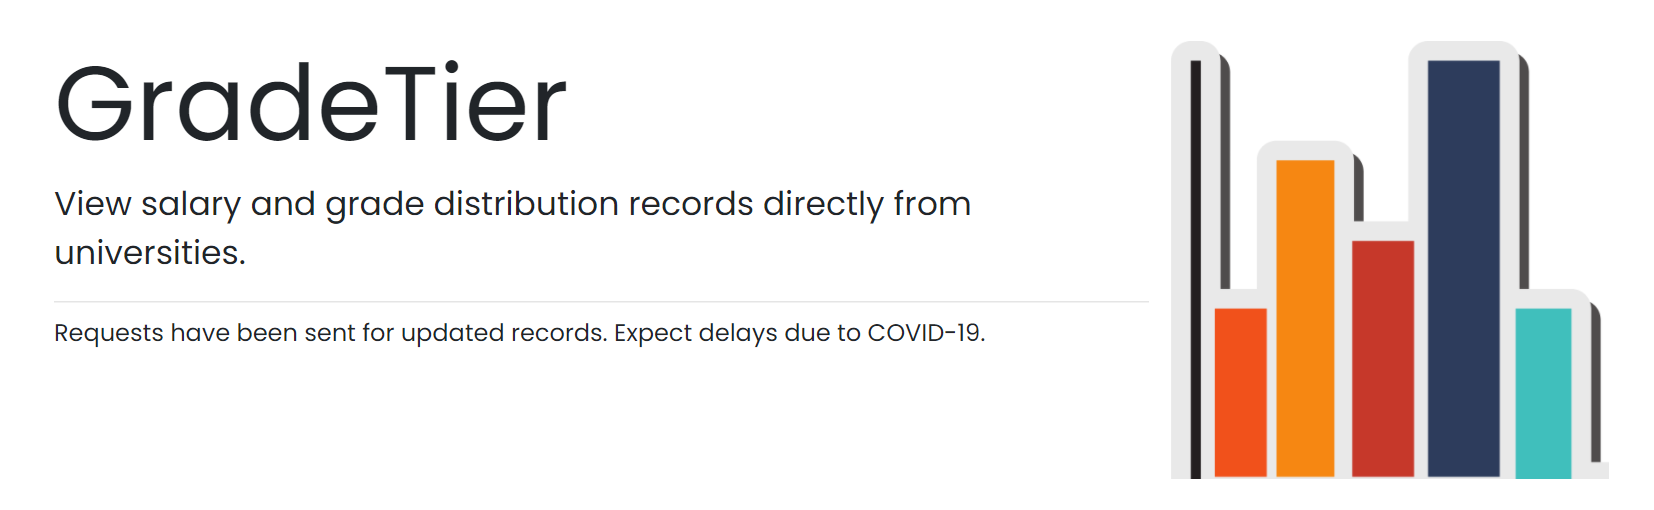 GradeTier
View salary and grade distribution records directly from
universities.
Requests have been sent for updated records. Expect delays due to COVID-19.